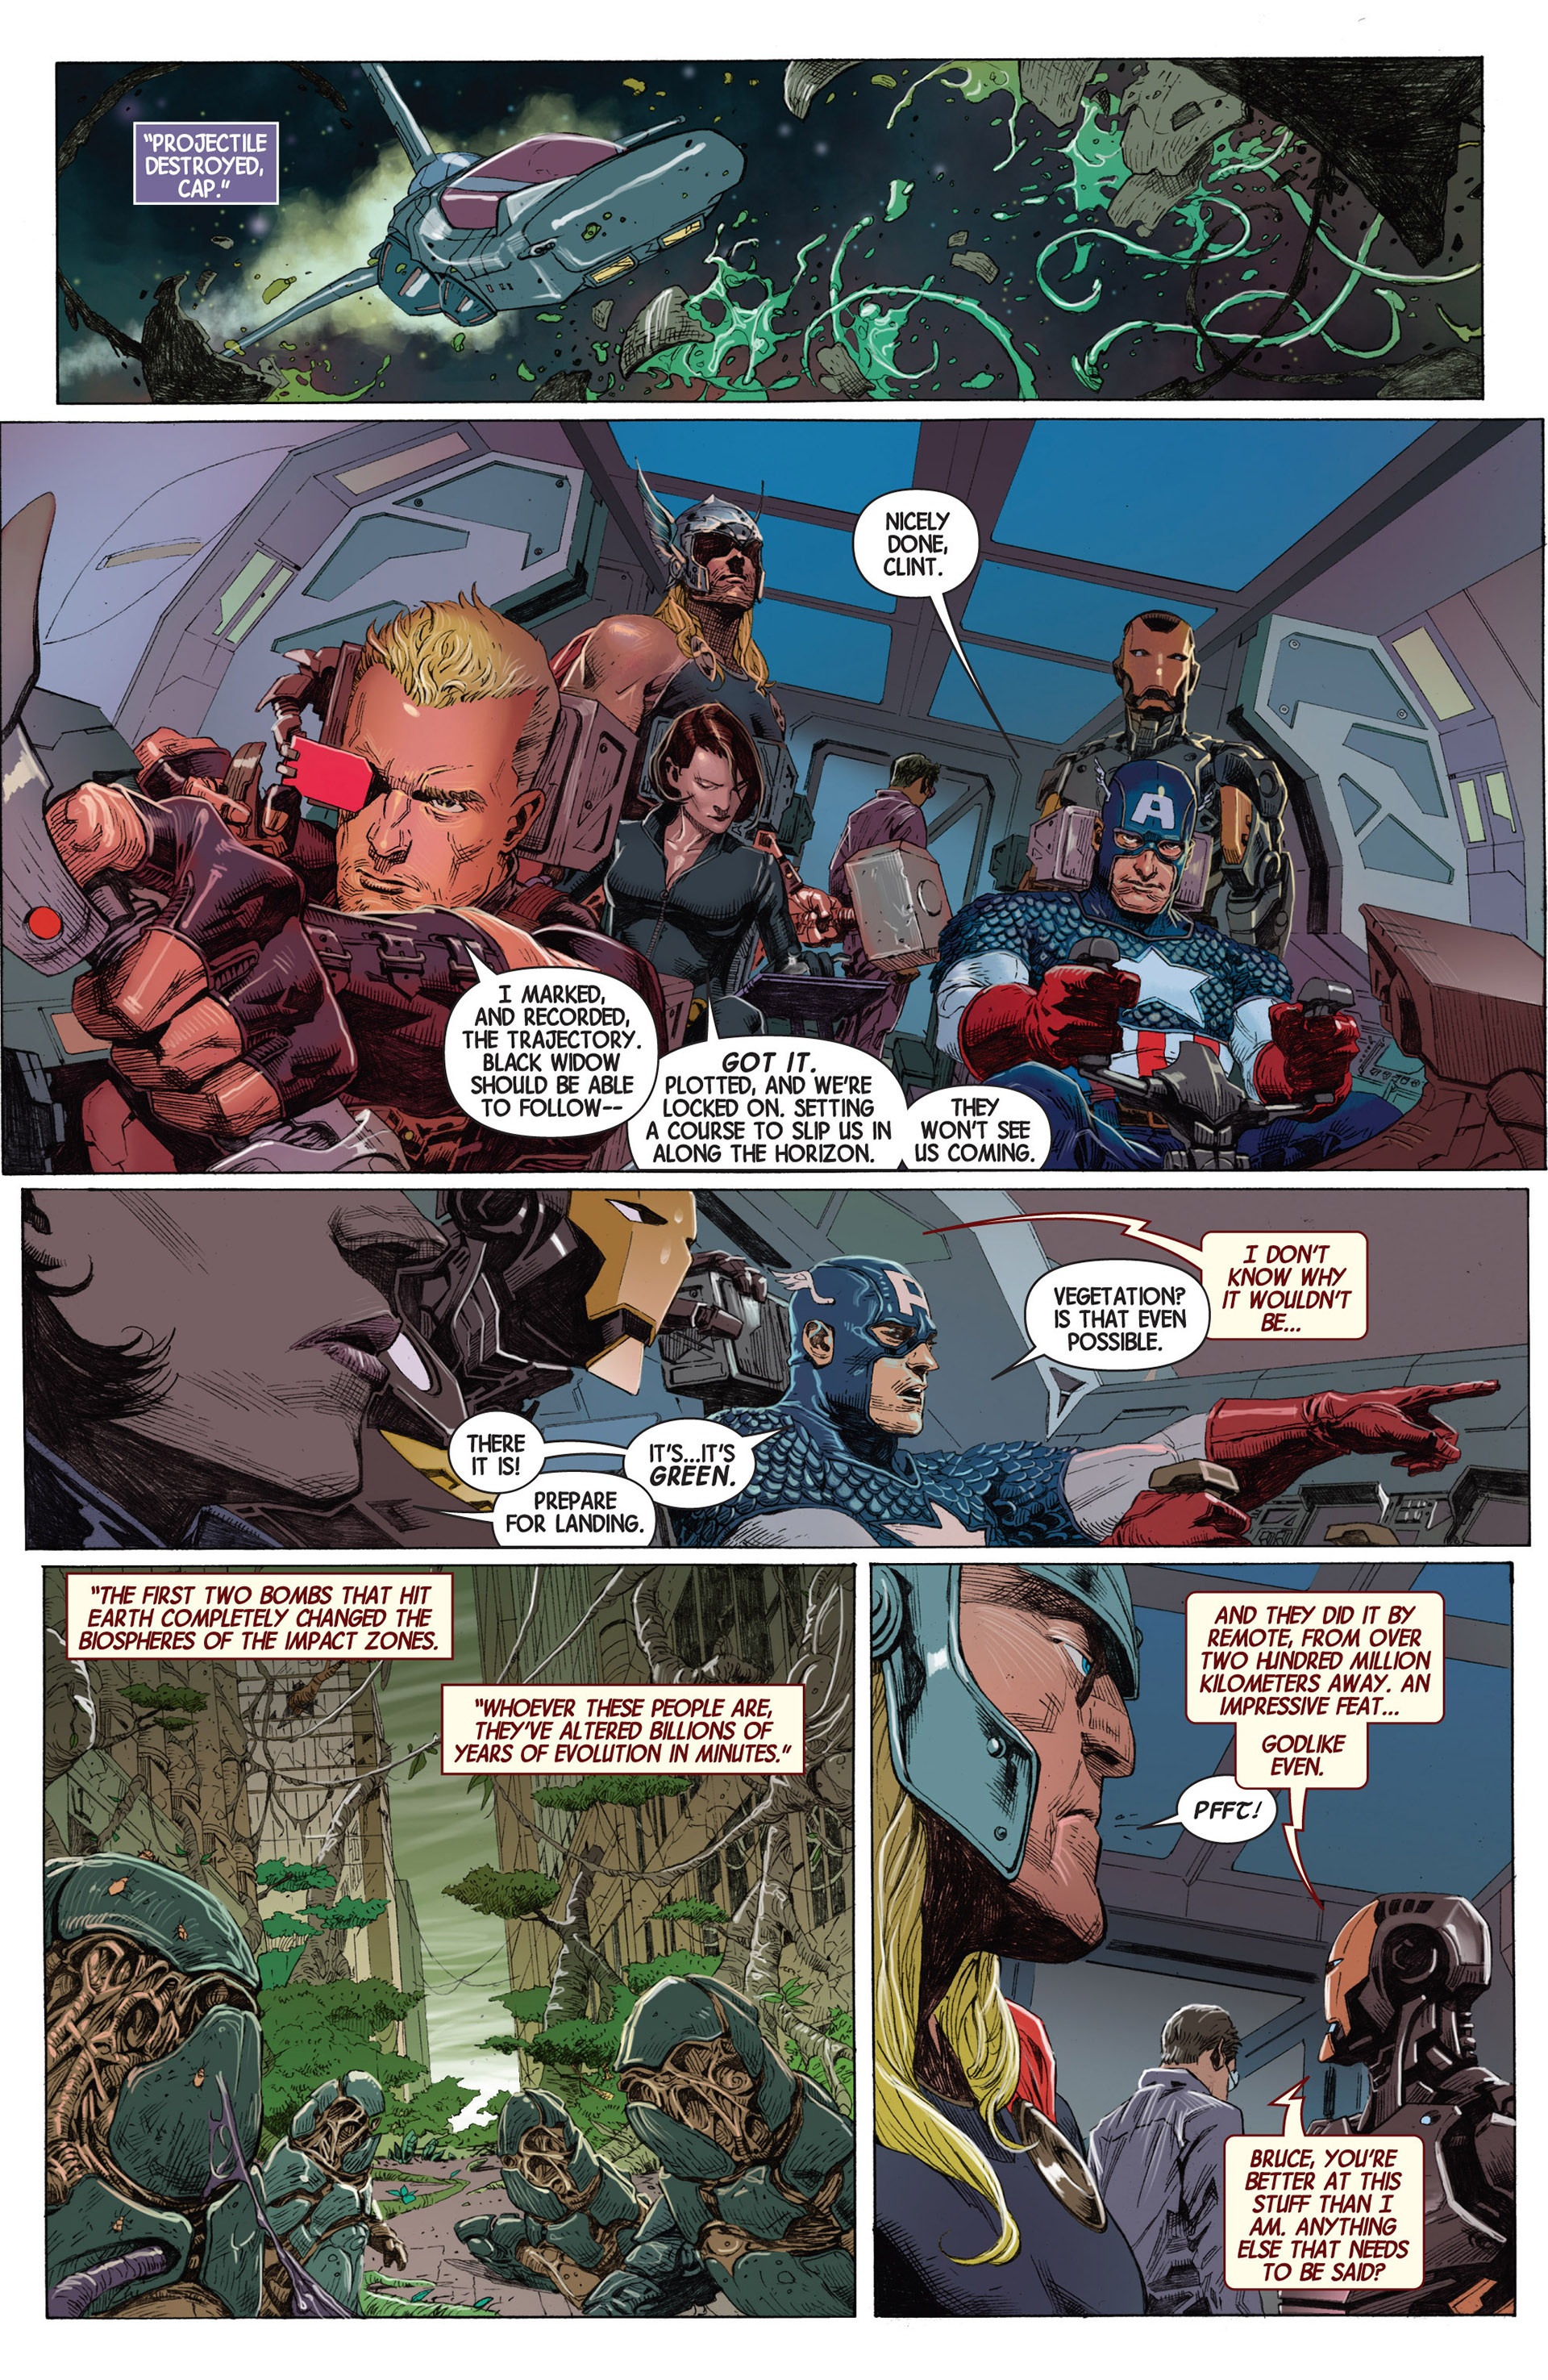 "PROJECTILE
DESTROYED,
CAP."
NICELY
DONE,
CLINT.
I MARKED,
AND RECORDED,
THE TRAJECTORY.
BLACK WIDOW
SHOULD BE ABLE
TO FOLLOW--
GOT IT.
PLOTTED, AND WE'RE
LOCKED ON. SETTING
A COURSE TO SLIP US IN
ALONG THE HORIZON.
THEY
WON'T SEE
US COMING.
A
THERE
IT IS!
IT'S...IT'S
GREEN.
PREPARE
FOR LANDING.
VEGETATION?
IS THAT EVEN
POSSIBLE.
I DON'T
KNOW WHY
IT WOULDN'T
BE...
A
"THE FIRST TWO BOMBS THAT HIT
EARTH COMPLETELY CHANGED THE
BIOSPHERES OF THE IMPACT ZONES.
"WHOEVER THESE PEOPLE ARE,
THEY'VE ALTERED BILLIONS OF
YEARS OF EVOLUTION IN MINUTES."
AND THEY DID IT BY
REMOTE, FROM OVER
TWO HUNDRED MILLION
KILOMETERS AWAY. AN
IMPRESSIVE FEAT...
GODLIKE
EVEN.
PFFT!
BRUCE, YOU'RE
BETTER AT THIS
STUFF THAN I
AM. ANYTHING
ELSE THAT NEEDS
TO BE SAID?